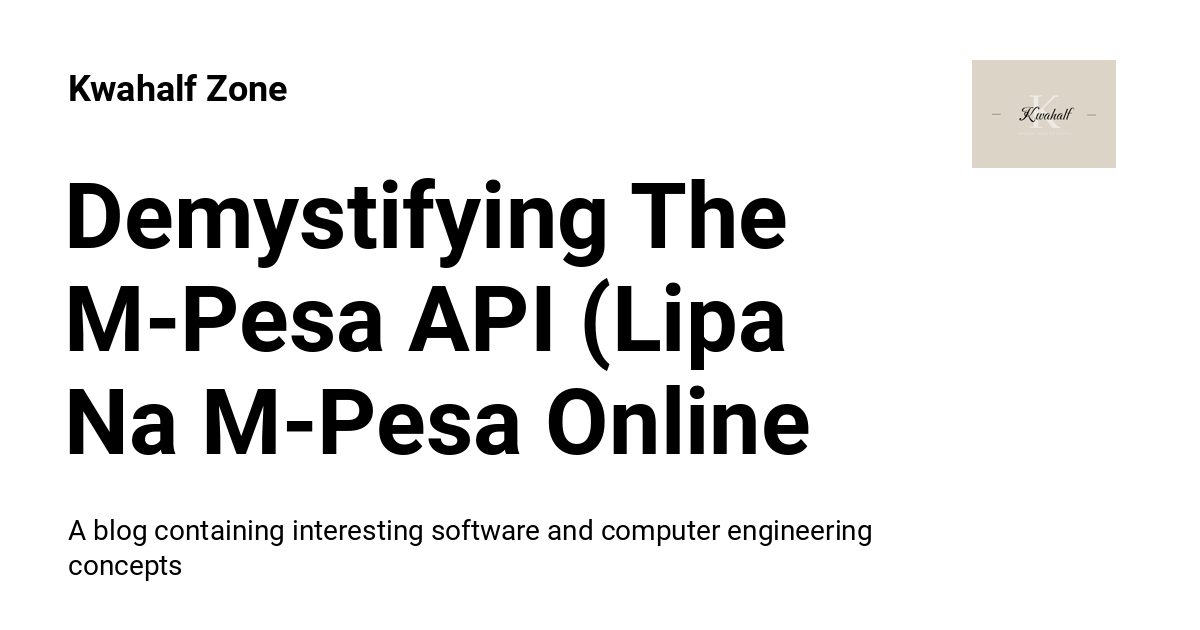 Kwahalf Zone
Kwahalf
Demystifying The
M-Pesa API (Lipa
Na M-Pesa Online
A blog containing interesting software and computer engineering
concepts